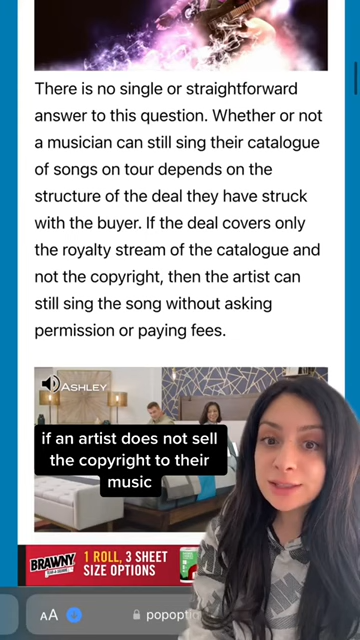 There is no single or straightforward
answer to this question. Whether or not
a musician can still sing their catalogue
of songs on tour depends on the
structure of the deal they have struck
with the buyer. If the deal covers only
the royalty stream of the catalogue and
not the copyright, then the artist can
still sing the song without asking
permission or paying fees.
ASHLEY
if an artist does not sell
the copyright to their
music
BRAWNY
1 ROLL, 3 SHEET
SIZE OPTIONS
AA